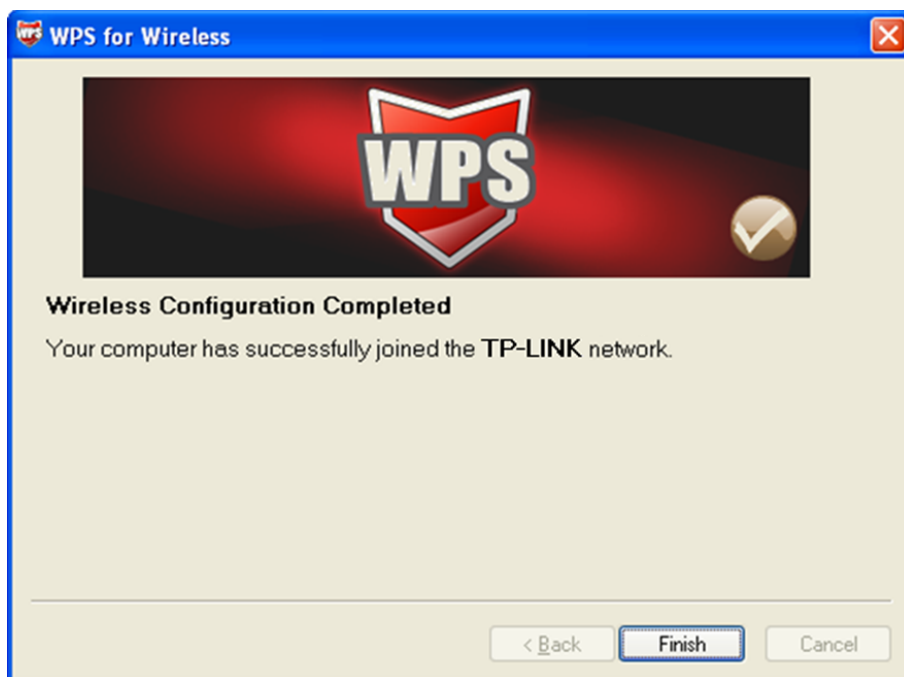 WPS for Wireless
WPS
Wireless Configuration Completed
Your computer has successfully joined the TP-LINK network.
< Back
Finish
Cancel